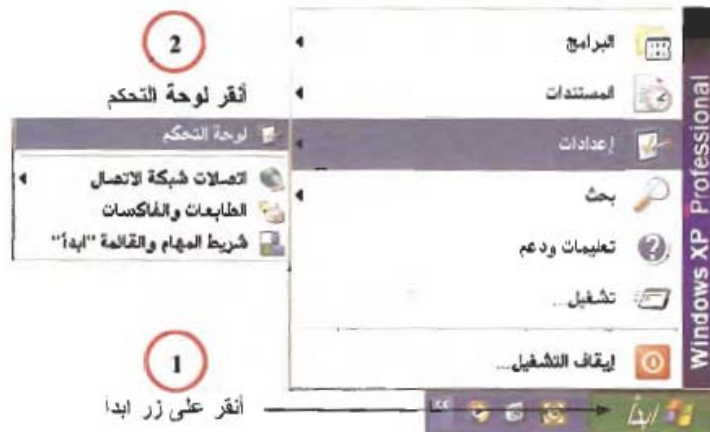 2
أنقر لوحة التحكم
البرامج
المستندات
إعدادات
بحث
تعليمات ودعم
تشغيل...
إيقاف التشغيل...
لوحة التحكم
اتصالات شبكة الاتصال
الطابعات والفاكسات
شريط المهام والقائمة "ابدأ"
Windows XP Professional
1
أنقر على زر ابدا
ابدأ